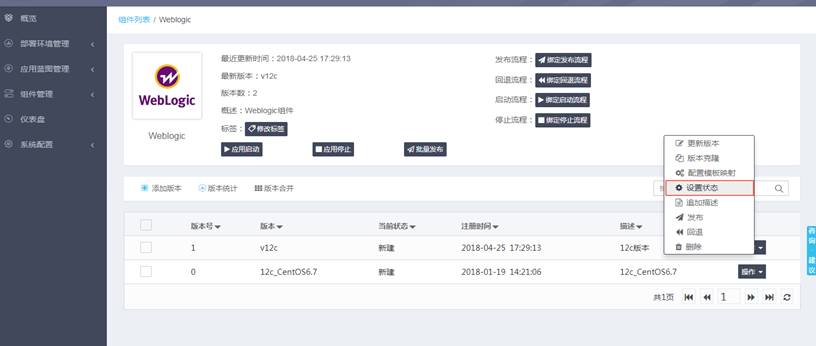 概览
部署环境管理
应用蓝图管理
组件管理
仪表盘
系统配置
组件列表 / Weblogic
WebLogic
Weblogic
最近更新时间：2018-04-25 17:29:13
最新版本：v12c
版本数：2
概述：Weblogic组件
标签： 修改标签
应用启动 应用停止 批量发布
发布流程： 绑定发布流程
回退流程： 绑定回退流程
启动流程： 绑定启动流程
停止流程： 绑定停止流程
添加版本 版本统计 版本合并
更新版本
版本克隆
配置模板映射
设置状态
追加描述
发布
回退
删除
版本号 版本 当前状态 注册时间 描述
1 v12c 新建 2018-04-25 17:29:13 12c版本
0 12c_CentOS6.7 新建 2018-01-19 14:21:06 12c_CentOS6.7 操作
共1页 1
咨询 建议